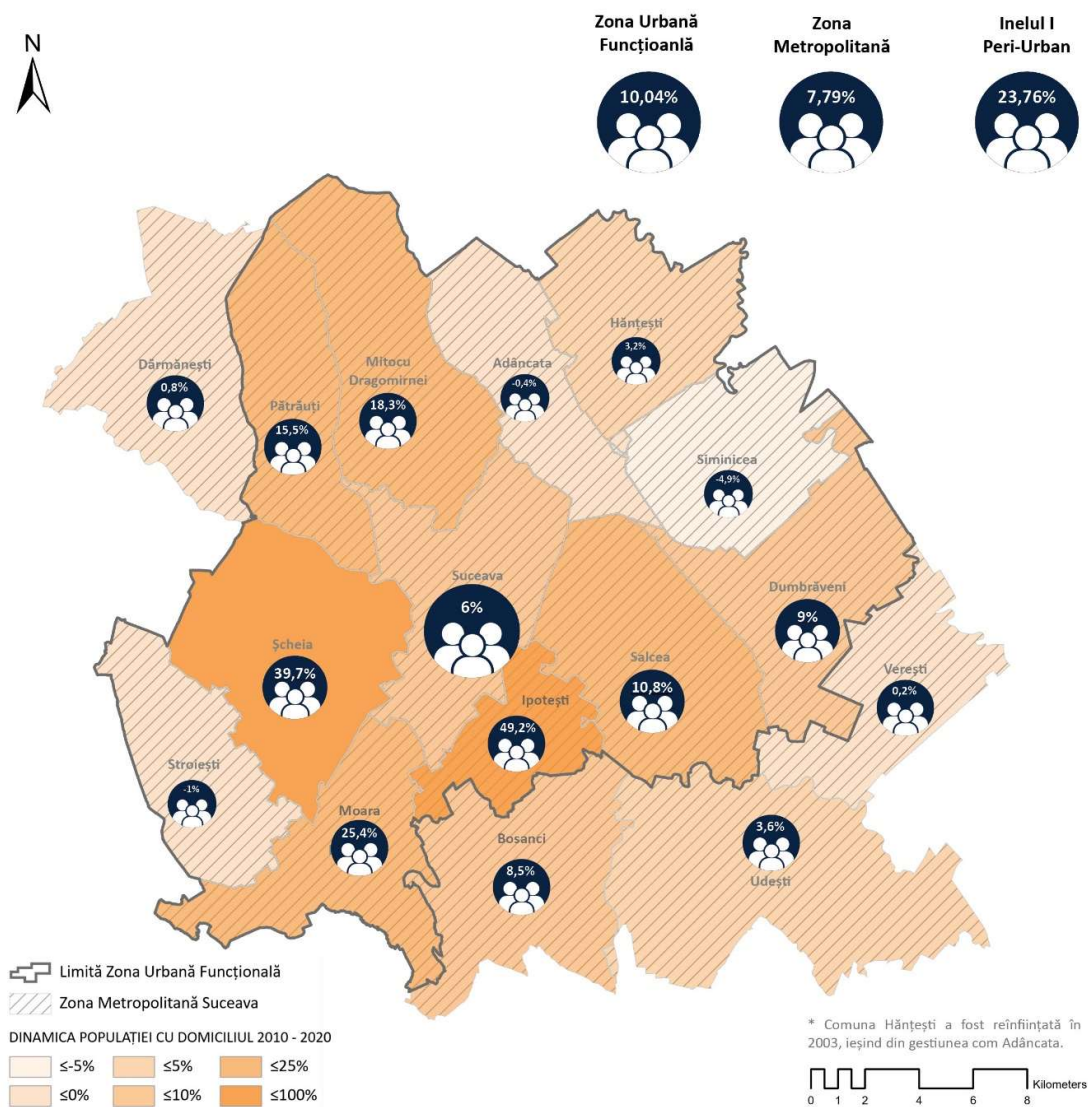 Zona Urbană
Funcțioanlă
Zona
Metropolitană
Inelul I
Peri-Urban
10,04%
7,79%
23,76%
N
Hănțești
3,2%
Dărmănești
0,8%
Mitocu
Dragomirnei
18,3%
Adâncata
-0,4%
Pătrăuți
15,5%
Siminicea
-4,9%
Suceava
6%
Dumbrăveni
9%
Șcheia
39,7%
Salcea
10,8%
Verești
0,2%
Ipotești
49,2%
Stroiești
-1%
Moara
25,4%
Bosanci
8,5%
3,6%
Udești
Limită Zona Urbană Funcțională
Zona Metropolitană Suceava
DINAMICA POPULAȚIEI CU DOMICILIUL 2010 - 2020
≤-5% ≤5% ≤25%
≤0% ≤10% ≤100%
* Comuna Hănțești a fost reînființată în
2003, ieșind din gestiunea com Adâncata.
Kilometers
0 1 2 4 6 8